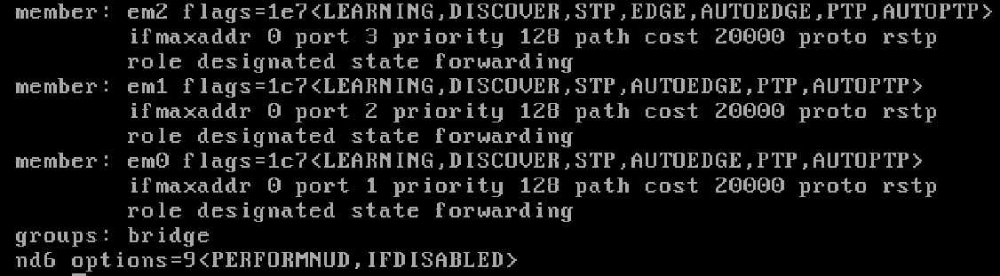 member: em2 flags=1e7<LEARNING,DISCOVER,STP,EDGE,AUTOEDGE,PTP,AUTOPTP>
ifmaxaddr 0 port 3 priority 128 path cost 20000 proto rstp
role designated state forwarding
member: em1 flags=1c7<LEARNING,DISCOVER,STP,AUTOEDGE,PTP,AUTOPTP>
ifmaxaddr 0 port 2 priority 128 path cost 20000 proto rstp
role designated state forwarding
member: em0 flags=1c7<LEARNING,DISCOVER,STP,AUTOEDGE,PTP,AUTOPTP>
ifmaxaddr 0 port 1 priority 128 path cost 20000 proto rstp
role designated state forwarding
groups: bridge
nd6 options=9<PERFORMNUD,IFDISABLED>